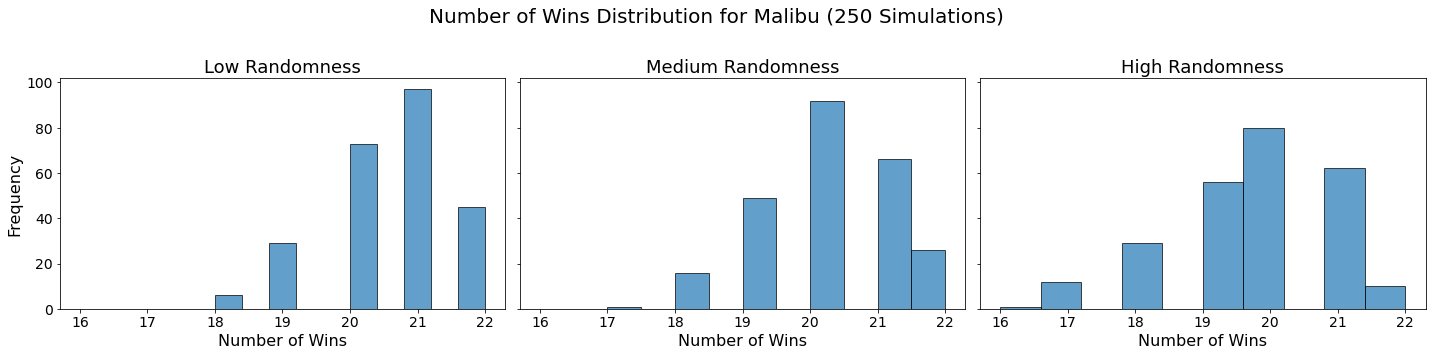 Number of Wins Distribution for Malibu (250 Simulations)
Low Randomness
Medium Randomness
High Randomness
100
80
60
40
20
0
Frequency
16 17 18 19 20 21 22
16 17 18 19 20 21 22
16 17 18 19 20 21 22
Number of Wins
Number of Wins
Number of Wins